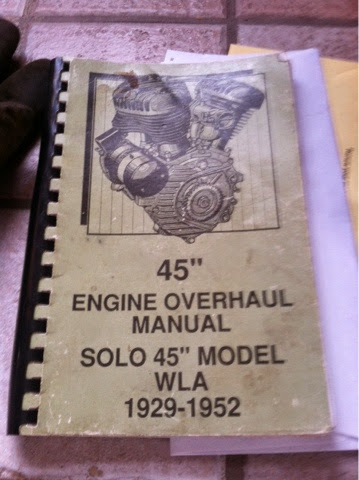 45"
ENGINE OVERHAUL
MANUAL
SOLO 45" MODEL
WLA
1929-1952